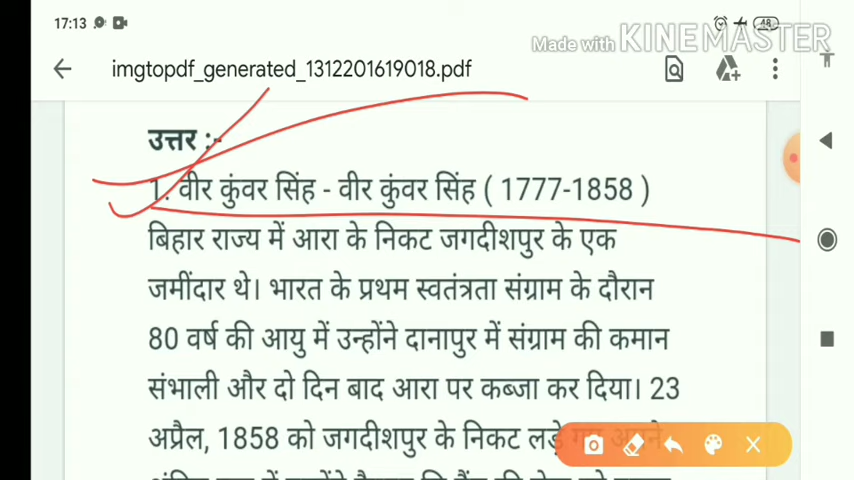 17:13
48
Made with KINEMASTER
imgtopdf_generated_1312201619018.pdf
उत्तर :-
1. वीर कुंवर सिंह - वीर कुंवर सिंह ( 1777-1858 )
बिहार राज्य में आरा के निकट जगदीशपुर के एक
जमींदार थे। भारत के प्रथम स्वतंत्रता संग्राम के दौरान
80 वर्ष की आयु में उन्होंने दानापुर में संग्राम की कमान
संभाली और दो दिन बाद आरा पर कब्जा कर दिया। 23
अप्रैल, 1858 को जगदीशपुर के निकट लड़े